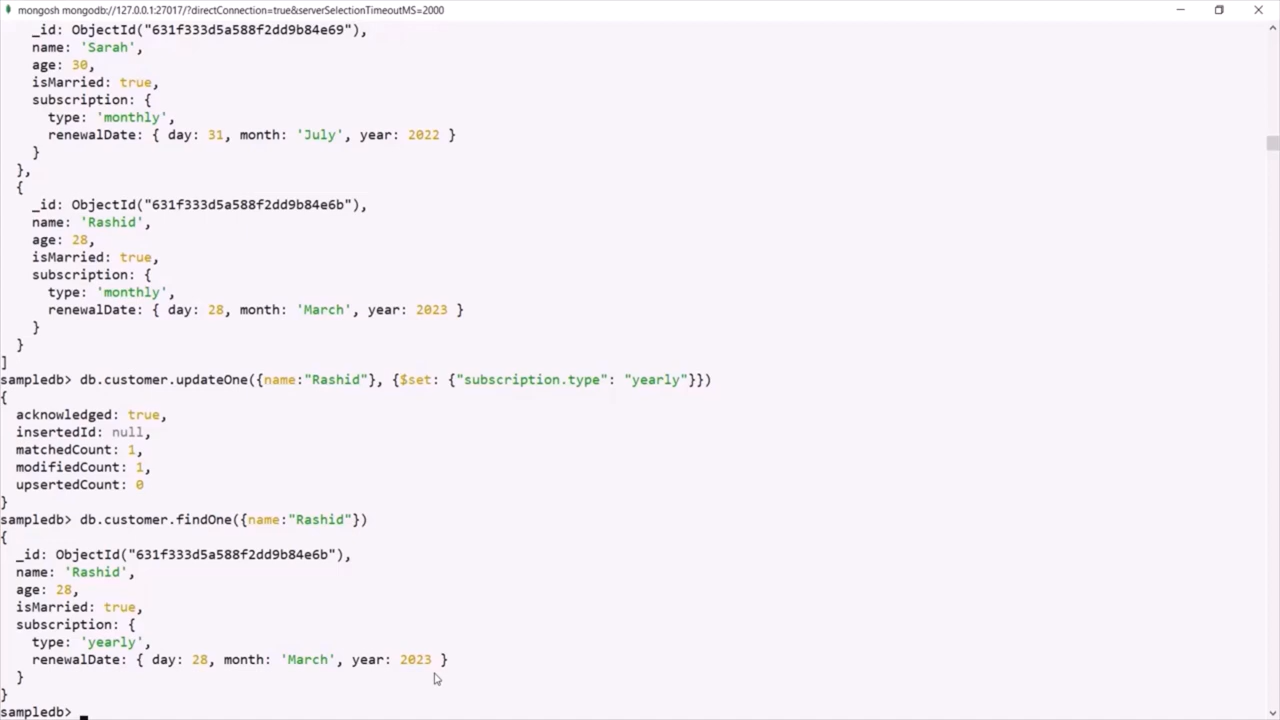 mongosh mongodb://127.0.0.1:27017/?directConnection=true&serverSelectionTimeoutMS=2000
_id: ObjectId("631f333d5a588f2dd9b84e69"),
name: 'Sarah',
age: 30,
isMarried: true,
subscription: {
type: 'monthly',
renewalDate: { day: 31, month: 'July', year: 2022 }
}
},
{
_id: ObjectId("631f333d5a588f2dd9b84e6b"),
name: 'Rashid',
age: 28,
isMarried: true,
subscription: {
type: 'monthly',
renewalDate: { day: 28, month: 'March', year: 2023 }
}
}
]
sampledb> db.customer.updateOne({name:"Rashid"}, {$set: {"subscription.type": "yearly"}})
{
acknowledged: true,
insertedId: null,
matchedCount: 1,
modifiedCount: 1,
upsertedCount: 0
}
sampledb> db.customer.findOne({name:"Rashid"})
{
_id: ObjectId("631f333d5a588f2dd9b84e6b"),
name: 'Rashid',
age: 28,
isMarried: true,
subscription: {
type: 'yearly',
renewalDate: { day: 28, month: 'March', year: 2023 }
}
}
sampledb>